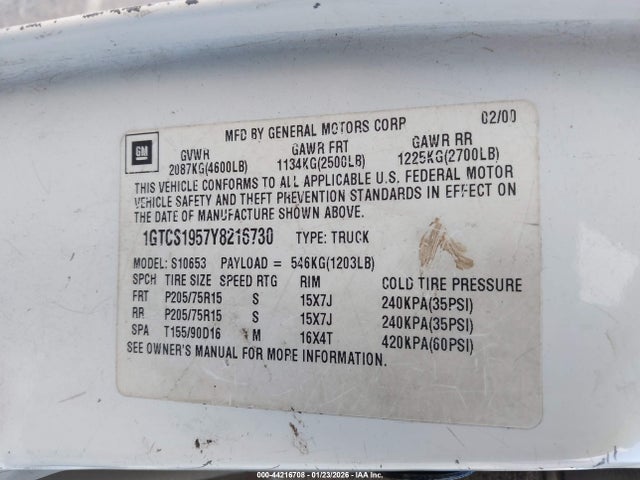 MFD BY GENERAL MOTORS CORP 02/00
GM
GVWR GAWR FRT GAWR RR
2087KG(4600LB) 1134KG(2500LB) 1225KG(2700LB)
THIS VEHICLE CONFORMS TO ALL APPLICABLE U.S. FEDERAL MOTOR
VEHICLE SAFETY AND THEFT PREVENTION STANDARDS IN EFFECT ON
THE DATE OF MANUFACTURE SHOWN ABOVE.
1GTCS1957Y8216730 TYPE: TRUCK
MODEL: S10653 PAYLOAD = 546KG(1203LB)
SPCH TIRE SIZE SPEED RTG RIM COLD TIRE PRESSURE
FRT P205/75R15 S 15X7J 240KPA(35PSI)
RR P205/75R15 S 15X7J 240KPA(35PSI)
SPA T155/90D16 M 16X4T 420KPA(60PSI)
SEE OWNER'S MANUAL FOR MORE INFORMATION.
000-44216708 - 01/23/2026 - IAA Inc.